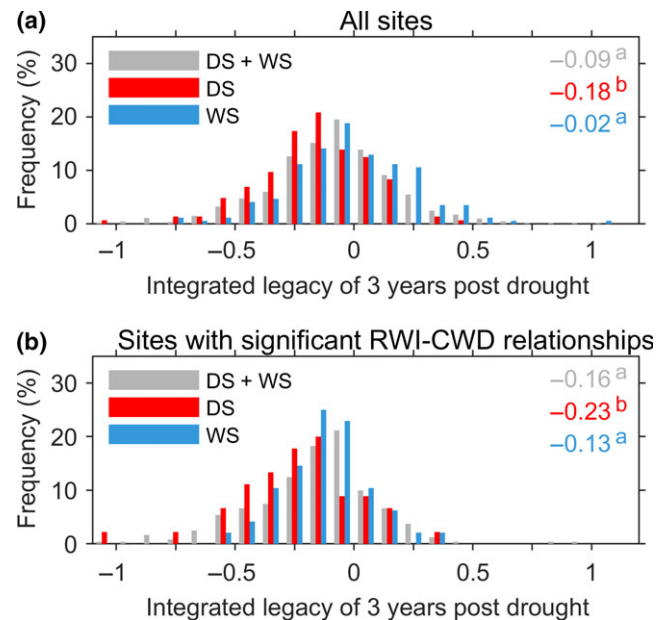 (a) All sites
30
20
10
0
Frequency (%)
DS + WS
DS
WS
–0.09 a
–0.18 b
–0.02 a
–1 –0.5 0 0.5 1
Integrated legacy of 3 years post drought
(b) Sites with significant RWI-CWD relationships
30
20
10
0
Frequency (%)
DS + WS
DS
WS
–0.16 a
–0.23 b
–0.13 a
–1 –0.5 0 0.5 1
Integrated legacy of 3 years post drought